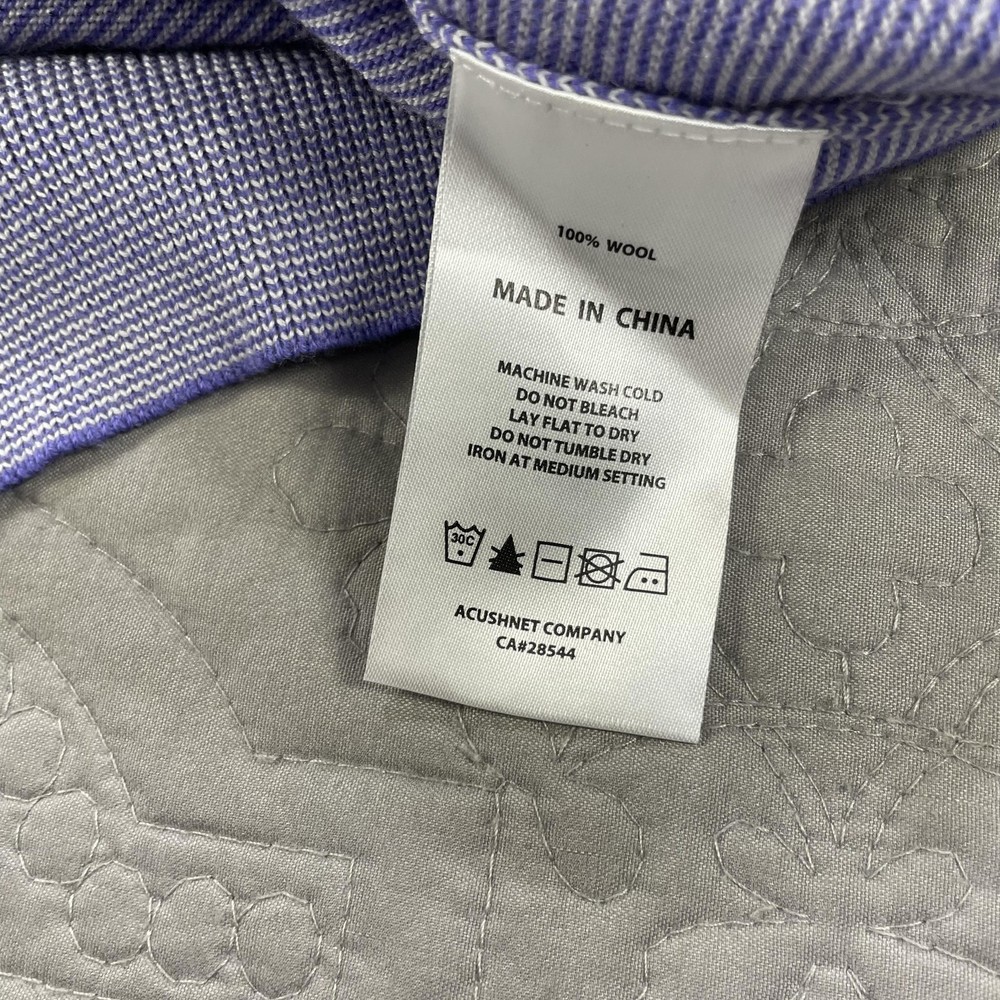 100% WOOL
MADE IN CHINA
MACHINE WASH COLD
DO NOT BLEACH
LAY FLAT TO DRY
DO NOT TUMBLE DRY
IRON AT MEDIUM SETTING
30C
ACUSHNET COMPANY
CA#28544